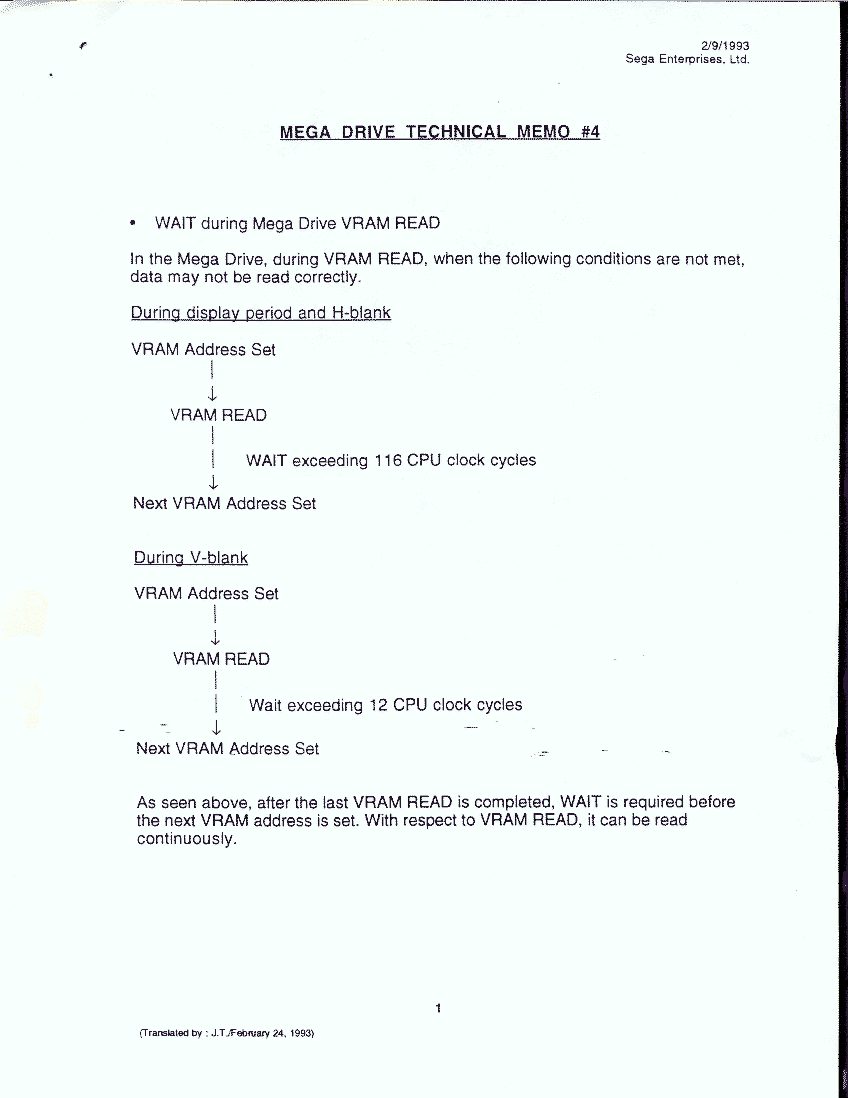 2/9/1993
Sega Enterprises, Ltd.
MEGA DRIVE TECHNICAL MEMO #4
• WAIT during Mega Drive VRAM READ
In the Mega Drive, during VRAM READ, when the following conditions are not met,
data may not be read correctly.
During display period and H-blank
VRAM Address Set
↓
VRAM READ
WAIT exceeding 116 CPU clock cycles
↓
Next VRAM Address Set
During V-blank
VRAM Address Set
↓
VRAM READ
Wait exceeding 12 CPU clock cycles
↓
Next VRAM Address Set
As seen above, after the last VRAM READ is completed, WAIT is required before
the next VRAM address is set. With respect to VRAM READ, it can be read
continuously.
1
(Translated by : J.T./February 24, 1993)